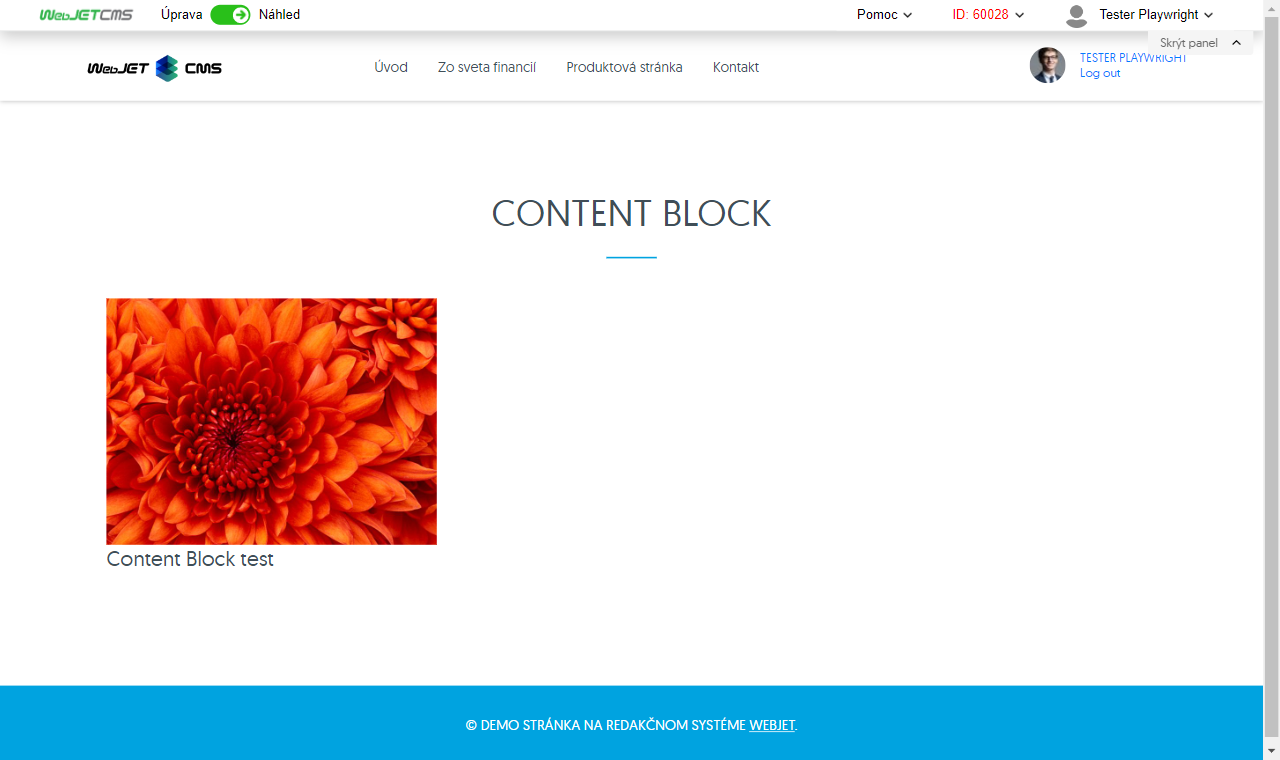 WebJETCMS Úprava Náhled Pomoc ID: 60028 Tester Playwright
Skrýt panel
WebJET CMS Úvod Zo sveta financií Produktová stránka Kontakt TESTER PLAYWRIGHT
Log out
CONTENT BLOCK
Content Block test
© DEMO STRÁNKA NA REDAKČNOM SYSTÉME WEBJET.